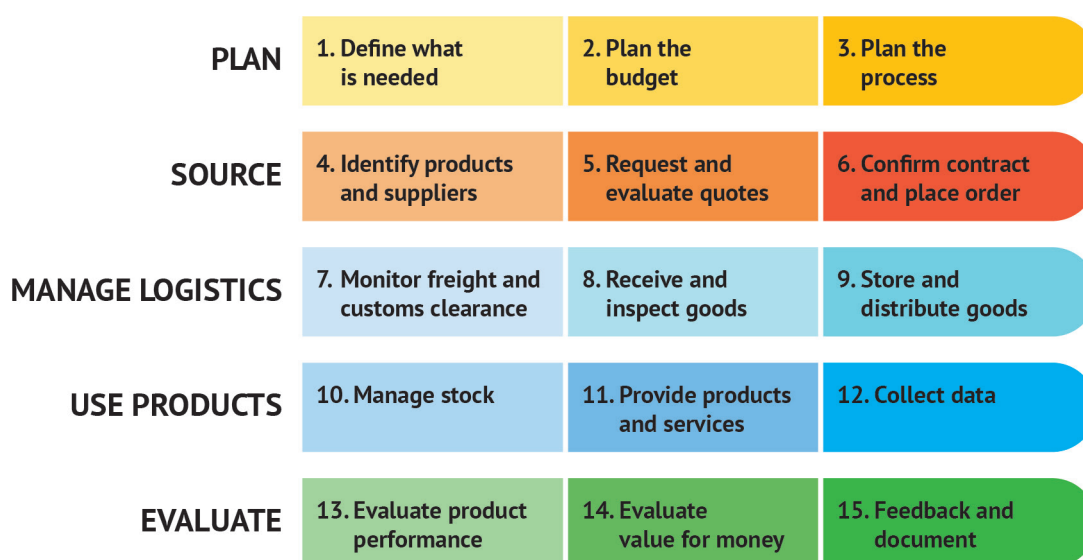 PLAN
1. Define what
is needed
2. Plan the
budget
3. Plan the
process
SOURCE
4. Identify products
and suppliers
5. Request and
evaluate quotes
6. Confirm contract
and place order
MANAGE LOGISTICS
7. Monitor freight and
customs clearance
8. Receive and
inspect goods
9. Store and
distribute goods
USE PRODUCTS
10. Manage stock
11. Provide products
and services
12. Collect data
EVALUATE
13. Evaluate product
performance
14. Evaluate
value for money
15. Feedback and
document